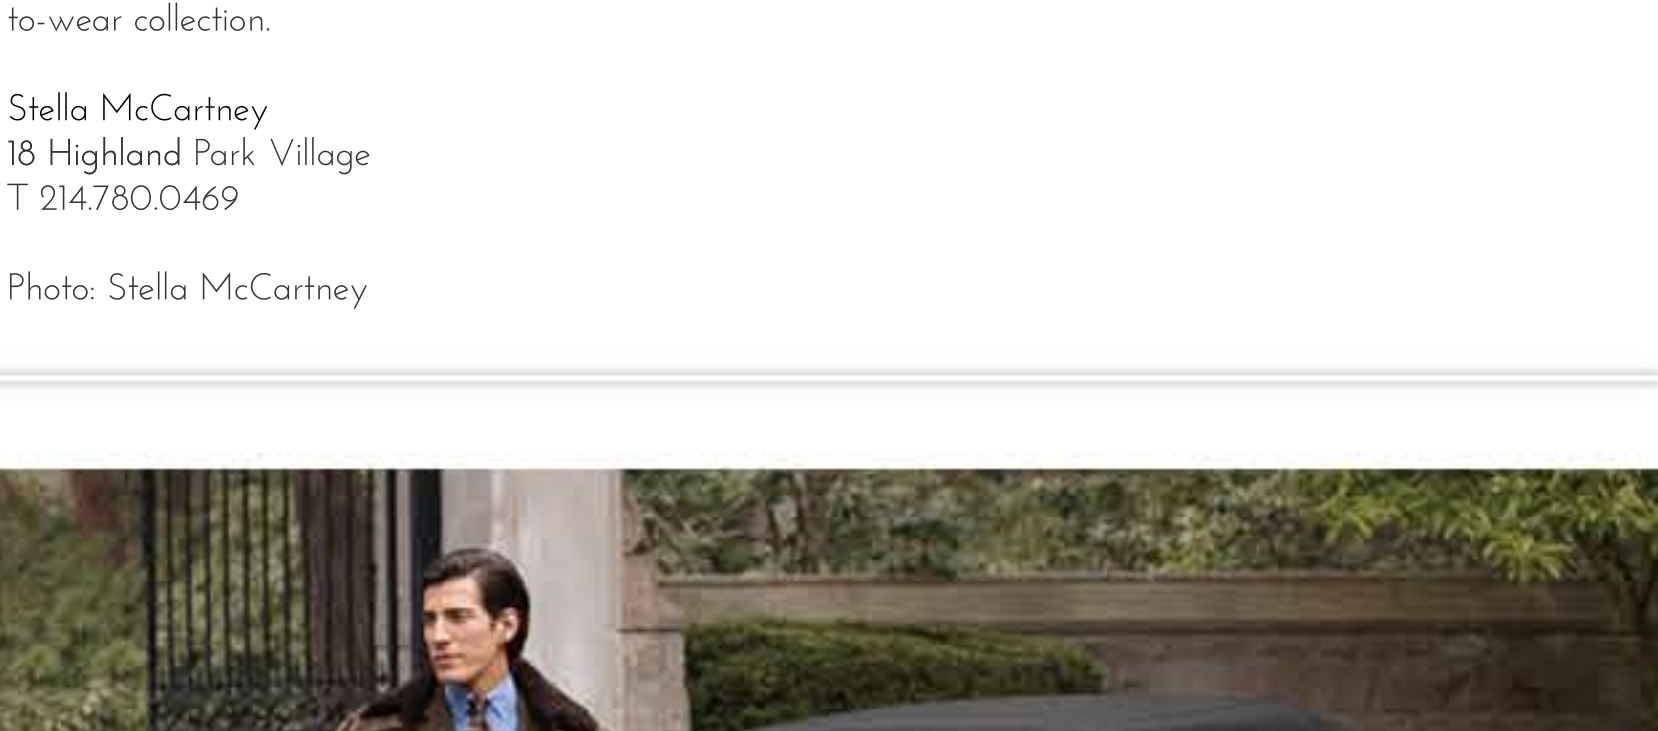 to-wear collection.
Stella McCartney
18 Highland Park Village
T 214.780.0469
Photo: Stella McCartney